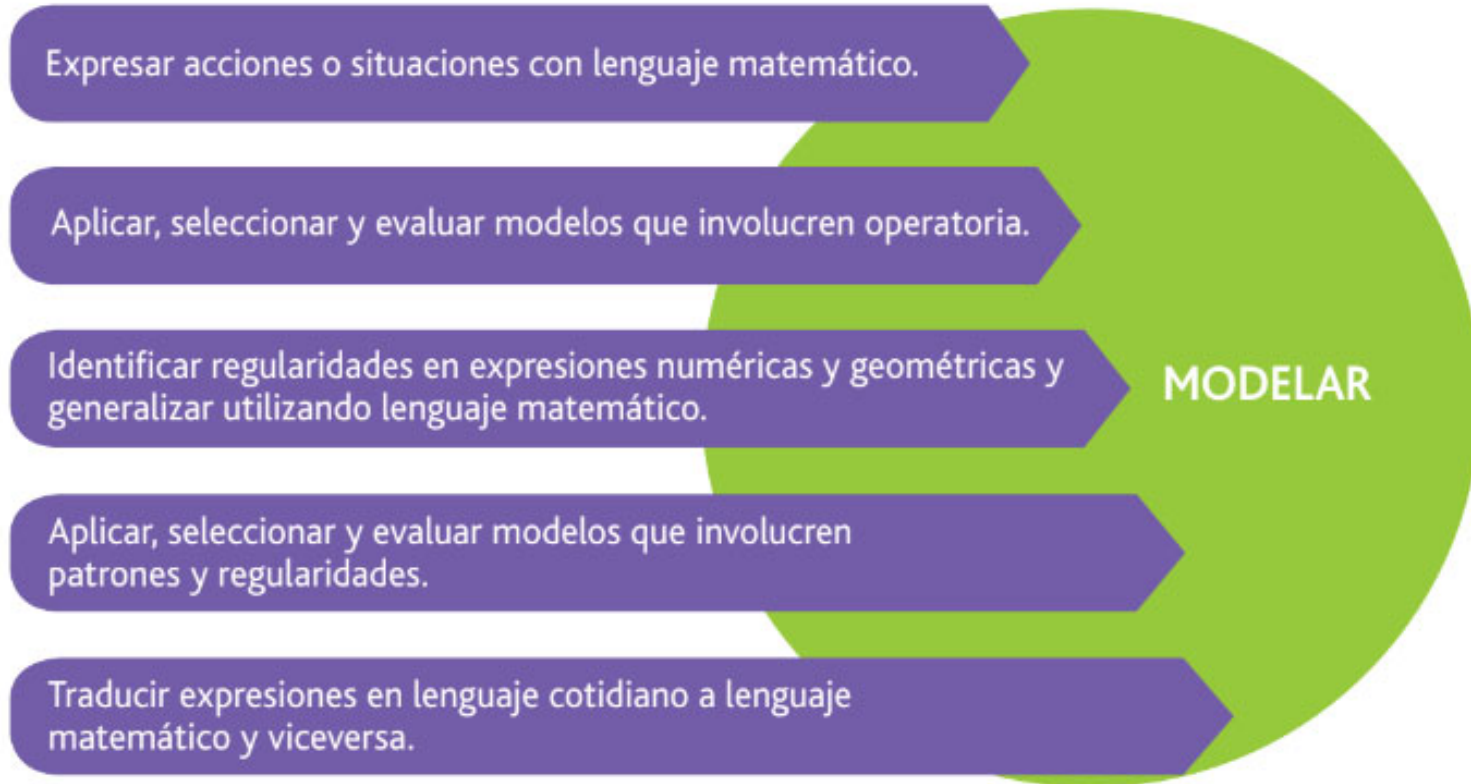 Expresar acciones o situaciones con lenguaje matemático.
Aplicar, seleccionar y evaluar modelos que involucren operatoria.
Identificar regularidades en expresiones numéricas y geométricas y
generalizar utilizando lenguaje matemático.
MODELAR
Aplicar, seleccionar y evaluar modelos que involucren
patrones y regularidades.
Traducir expresiones en lenguaje cotidiano a lenguaje
matemático y viceversa.